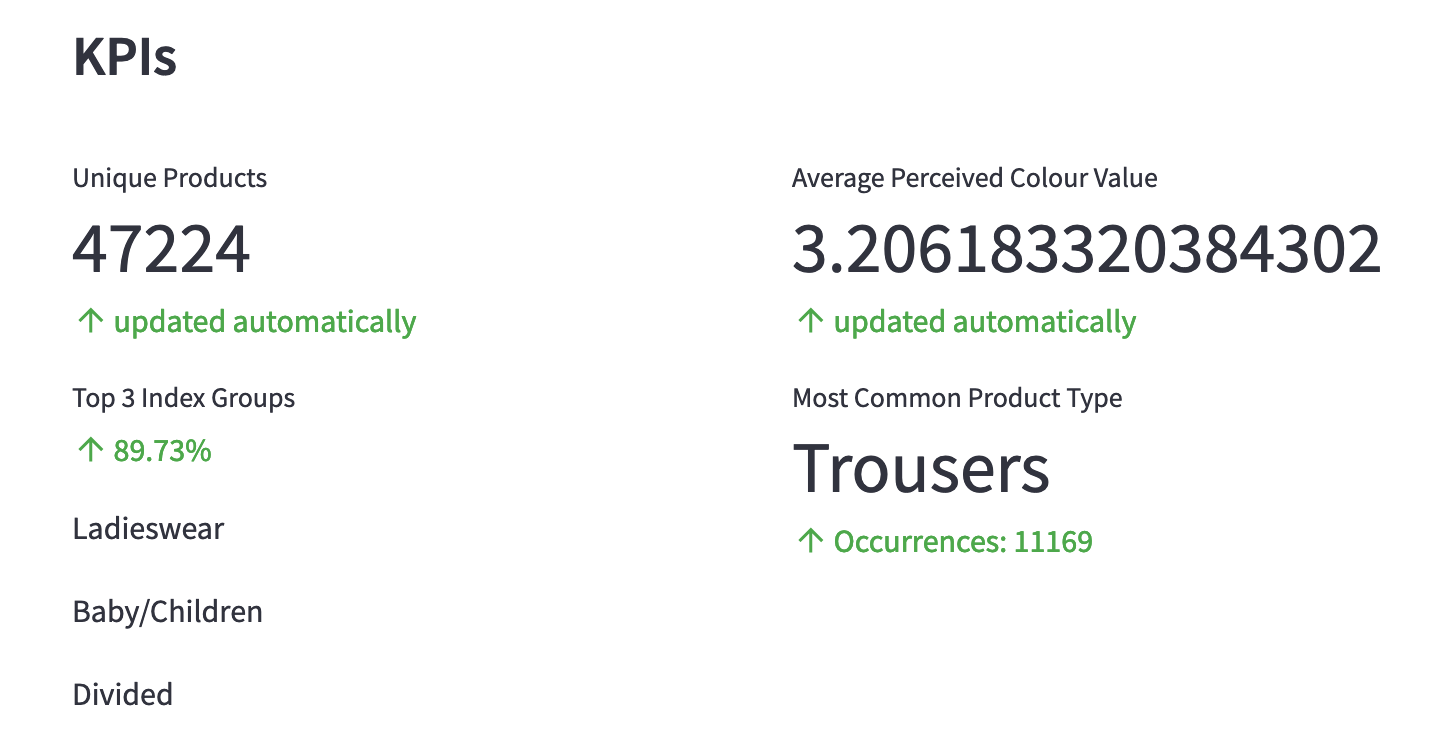 KPIs
Unique Products
47224
↑ updated automatically
Average Perceived Colour Value
3.206183320384302
↑ updated automatically
Top 3 Index Groups
↑ 89.73%
Ladieswear
Baby/Children
Divided
Most Common Product Type
Trousers
↑ Occurrences: 11169